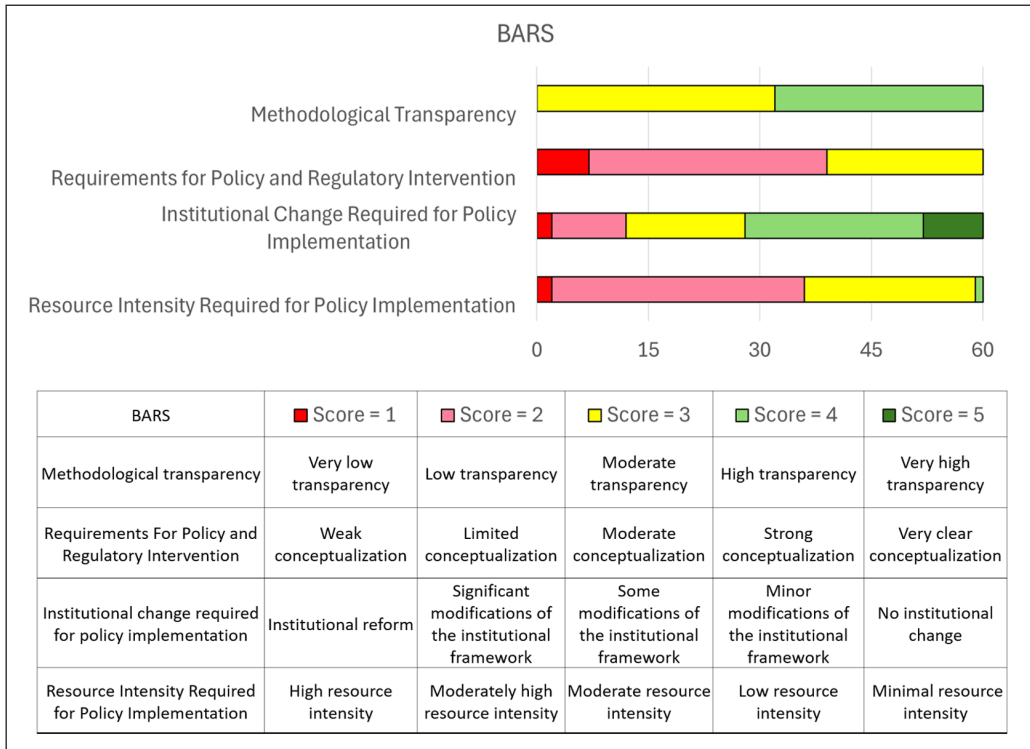 BARS
Methodological Transparency
Requirements for Policy and Regulatory Intervention
Institutional Change Required for Policy
Implementation
Resource Intensity Required for Policy Implementation
0 15 30 45 60
BARS Score = 1 Score = 2 Score = 3 Score = 4 Score = 5
Methodological transparency
Very low
transparency
Low transparency
Moderate
transparency
High transparency
Very high
transparency
Requirements For Policy and
Regulatory Intervention
Weak
conceptualization
Limited
conceptualization
Moderate
conceptualization
Strong
conceptualization
Very clear
conceptualization
Institutional change required
for policy implementation
Institutional reform
Significant
modifications of
the institutional
framework
Some
modifications of
the institutional
framework
Minor
modifications of
the institutional
framework
No institutional
change
Resource Intensity Required
for Policy Implementation
High resource
intensity
Moderately high
resource intensity
Moderate resource
intensity
Low resource
intensity
Minimal resource
intensity